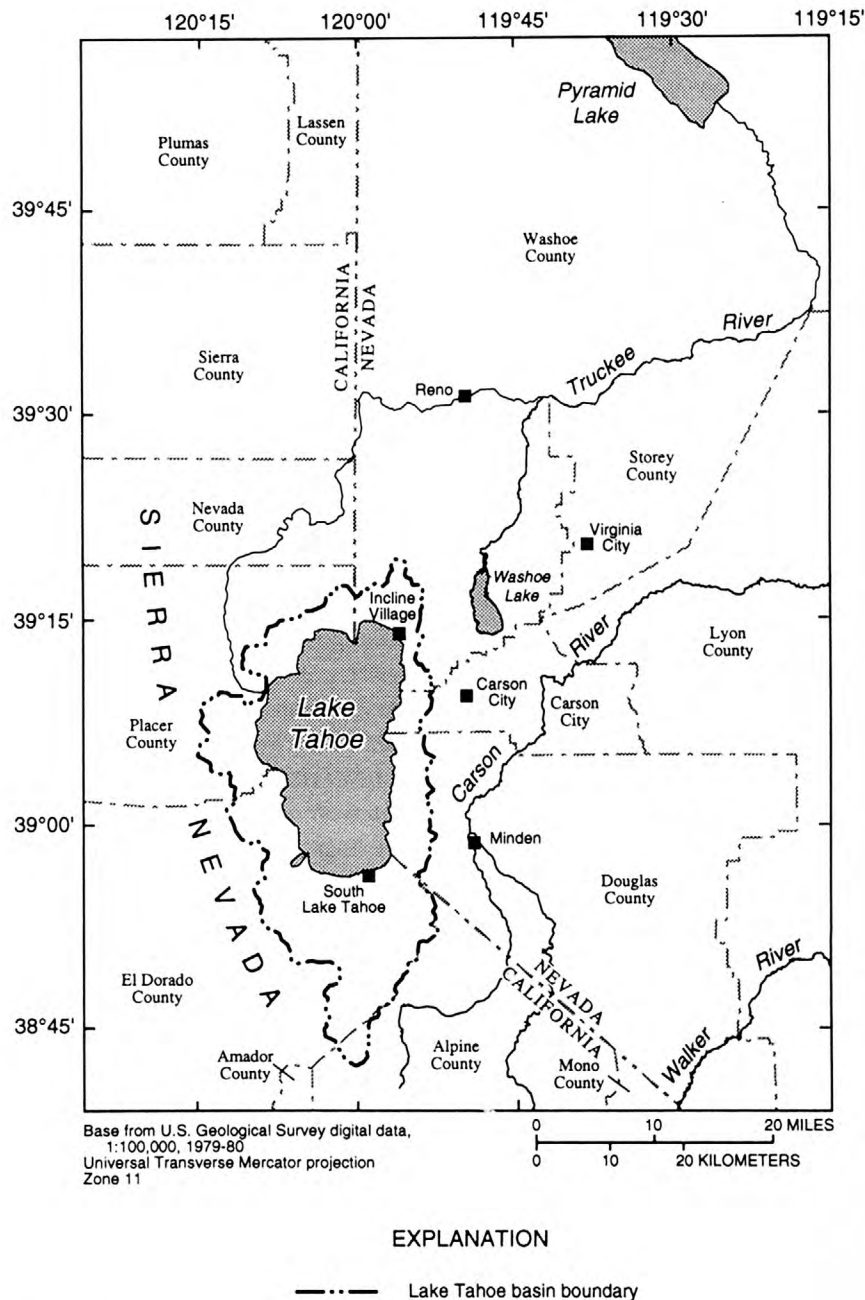 120°15' 120°00' 119°45' 119°30' 119°15'
Pyramid
Lake
Lassen
County
Plumas
County
39°45'
Washoe
County
CALIFORNIA
NEVADA
Sierra
County
Truckee River
Reno
39°30'
Storey
County
Nevada
County
Virginia
City
Washoe
Lake
SIERRA NEVADA
39°15'
Incline
Village
Lyon
County
Carson River
Carson
City
Carson
City
Lake
Tahoe
Placer
County
39°00'
Minden
South
Lake Tahoe
Douglas
County
El Dorado
County
NEVADA
CALIFORNIA
Walker River
38°45'
Amador
County
Alpine
County
Mono
County
Base from U.S. Geological Survey digital data,
1:100,000, 1979-80
Universal Transverse Mercator projection
Zone 11
0 10 20 MILES
0 10 20 KILOMETERS
EXPLANATION
Lake Tahoe basin boundary